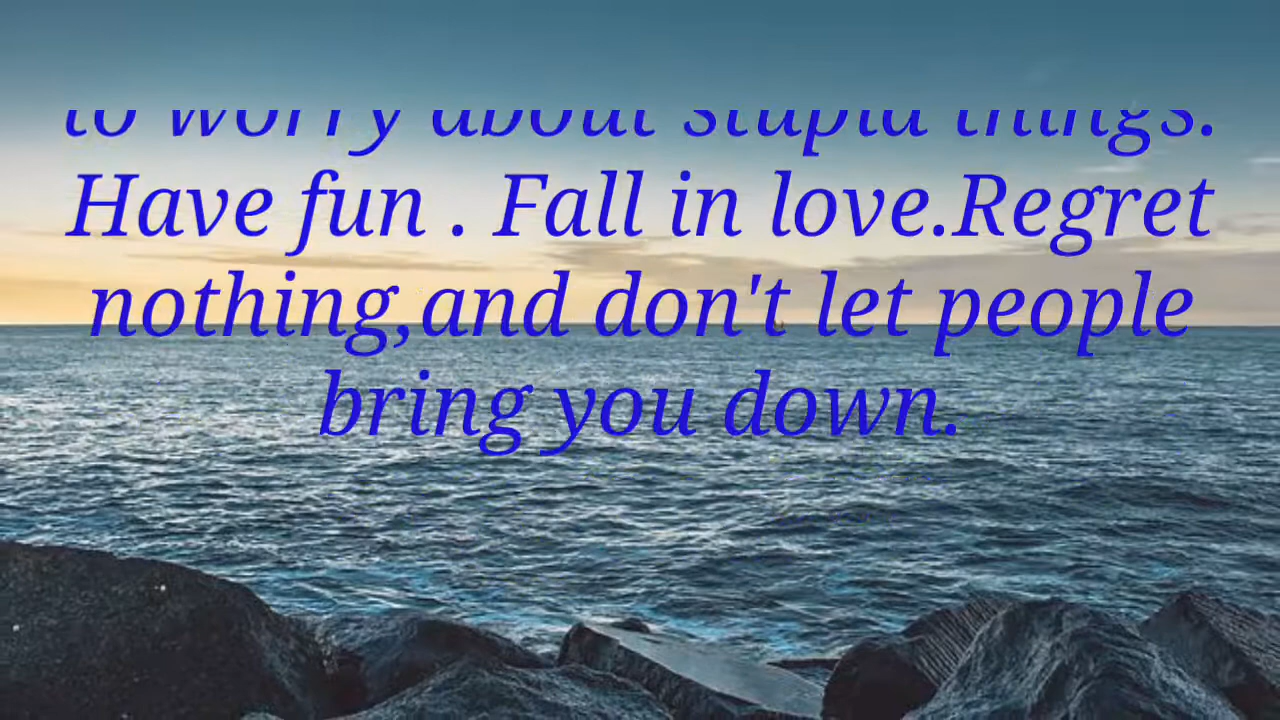 to worry about stupid things.
Have fun . Fall in love.Regret
nothing,and don't let people
bring you down.